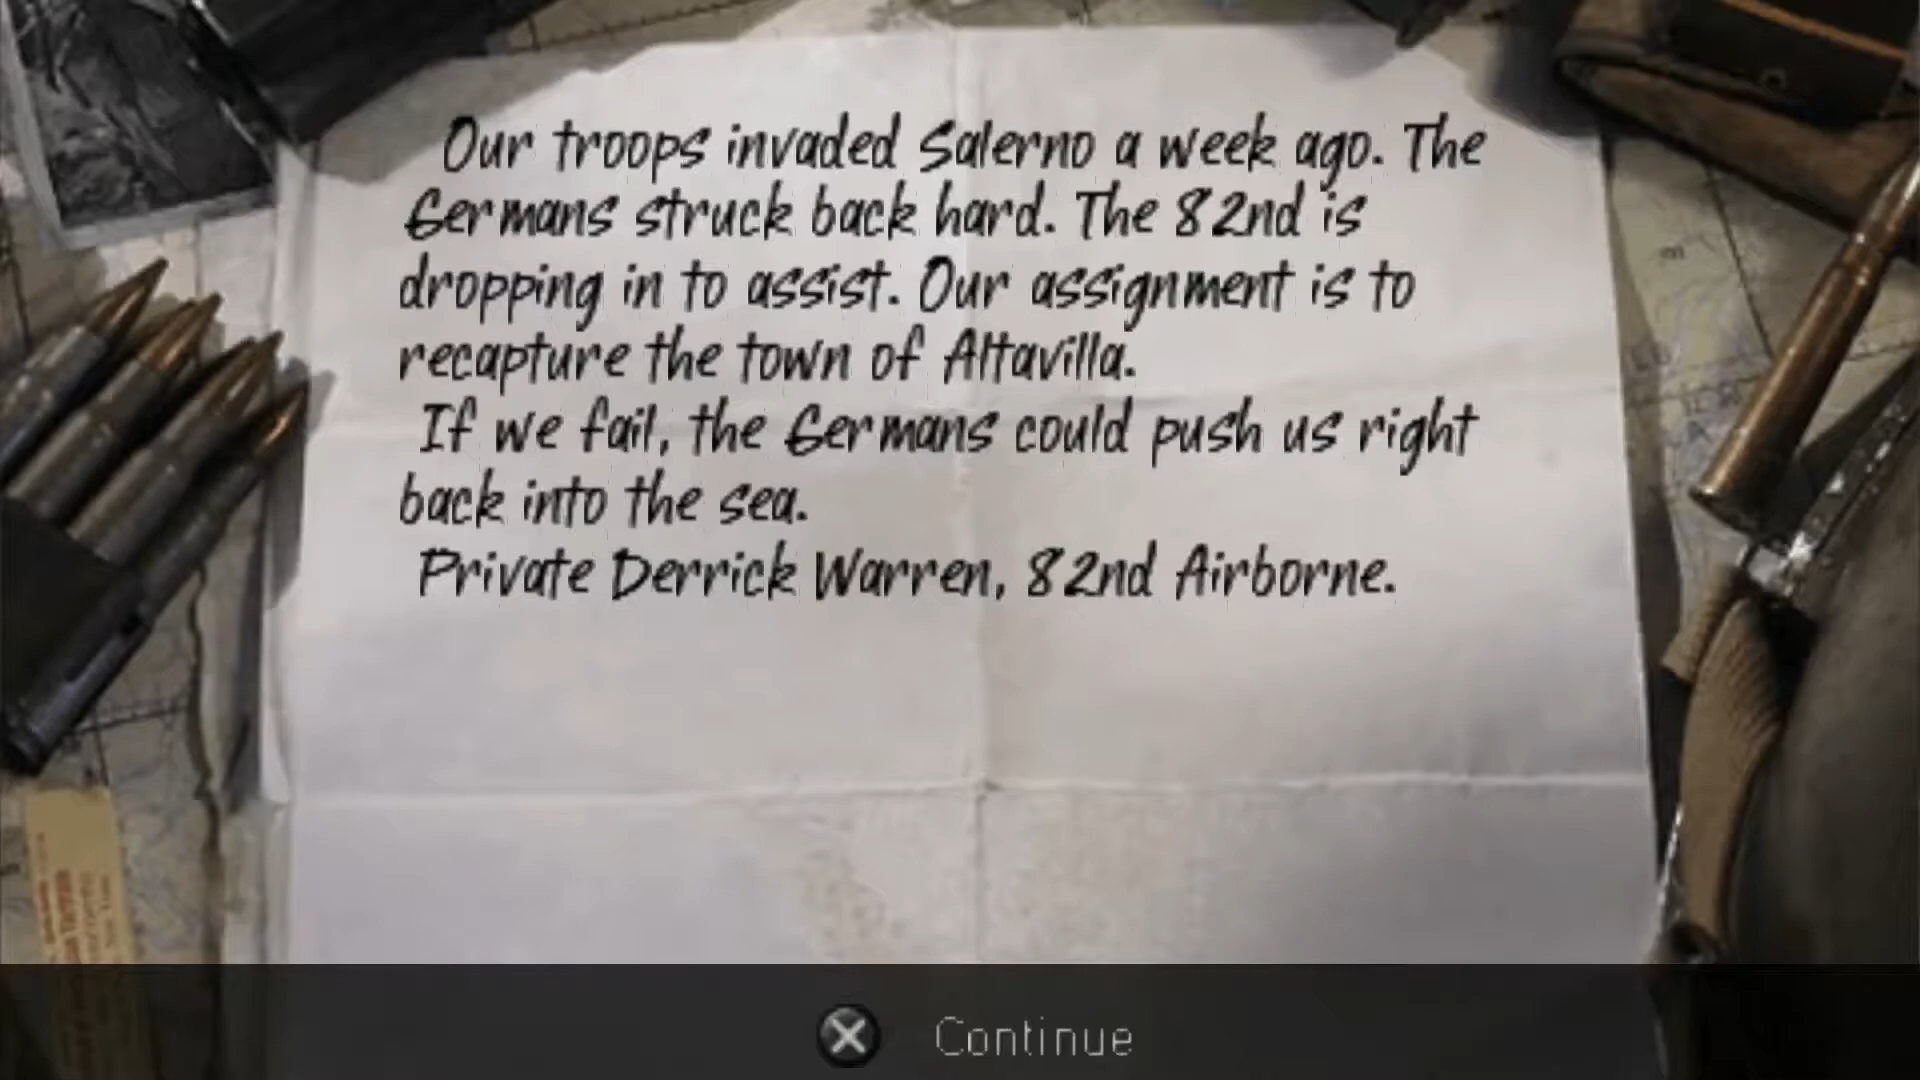 Our troops invaded Salerno a week ago. The
Germans struck back hard. The 82nd is
dropping in to assist. Our assignment is to
recapture the town of Altavilla.
If we fail, the Germans could push us right
back into the sea.
Private Derrick Warren, 82nd Airborne.
Continue